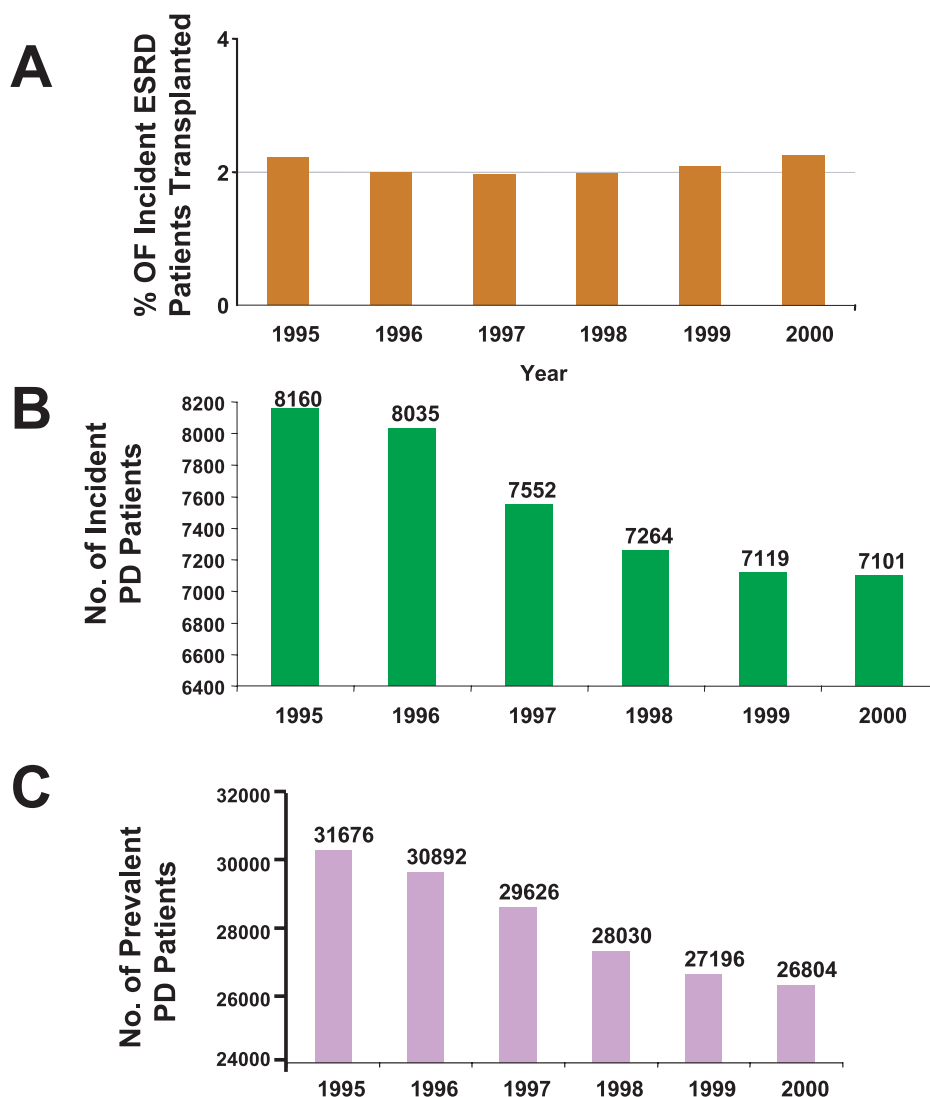 A
% OF Incident ESRD
Patients Transplanted
4
2
0
1995 1996 1997 1998 1999 2000
Year
B
No. of Incident
PD Patients
8200
8000
7800
7600
7400
7200
7000
6800
6600
6400
8160
8035
7552
7264
7119
7101
1995 1996 1997 1998 1999 2000
C
No. of Prevalent
PD Patients
32000
30000
28000
26000
24000
31676
30892
29626
28030
27196
26804
1995 1996 1997 1998 1999 2000